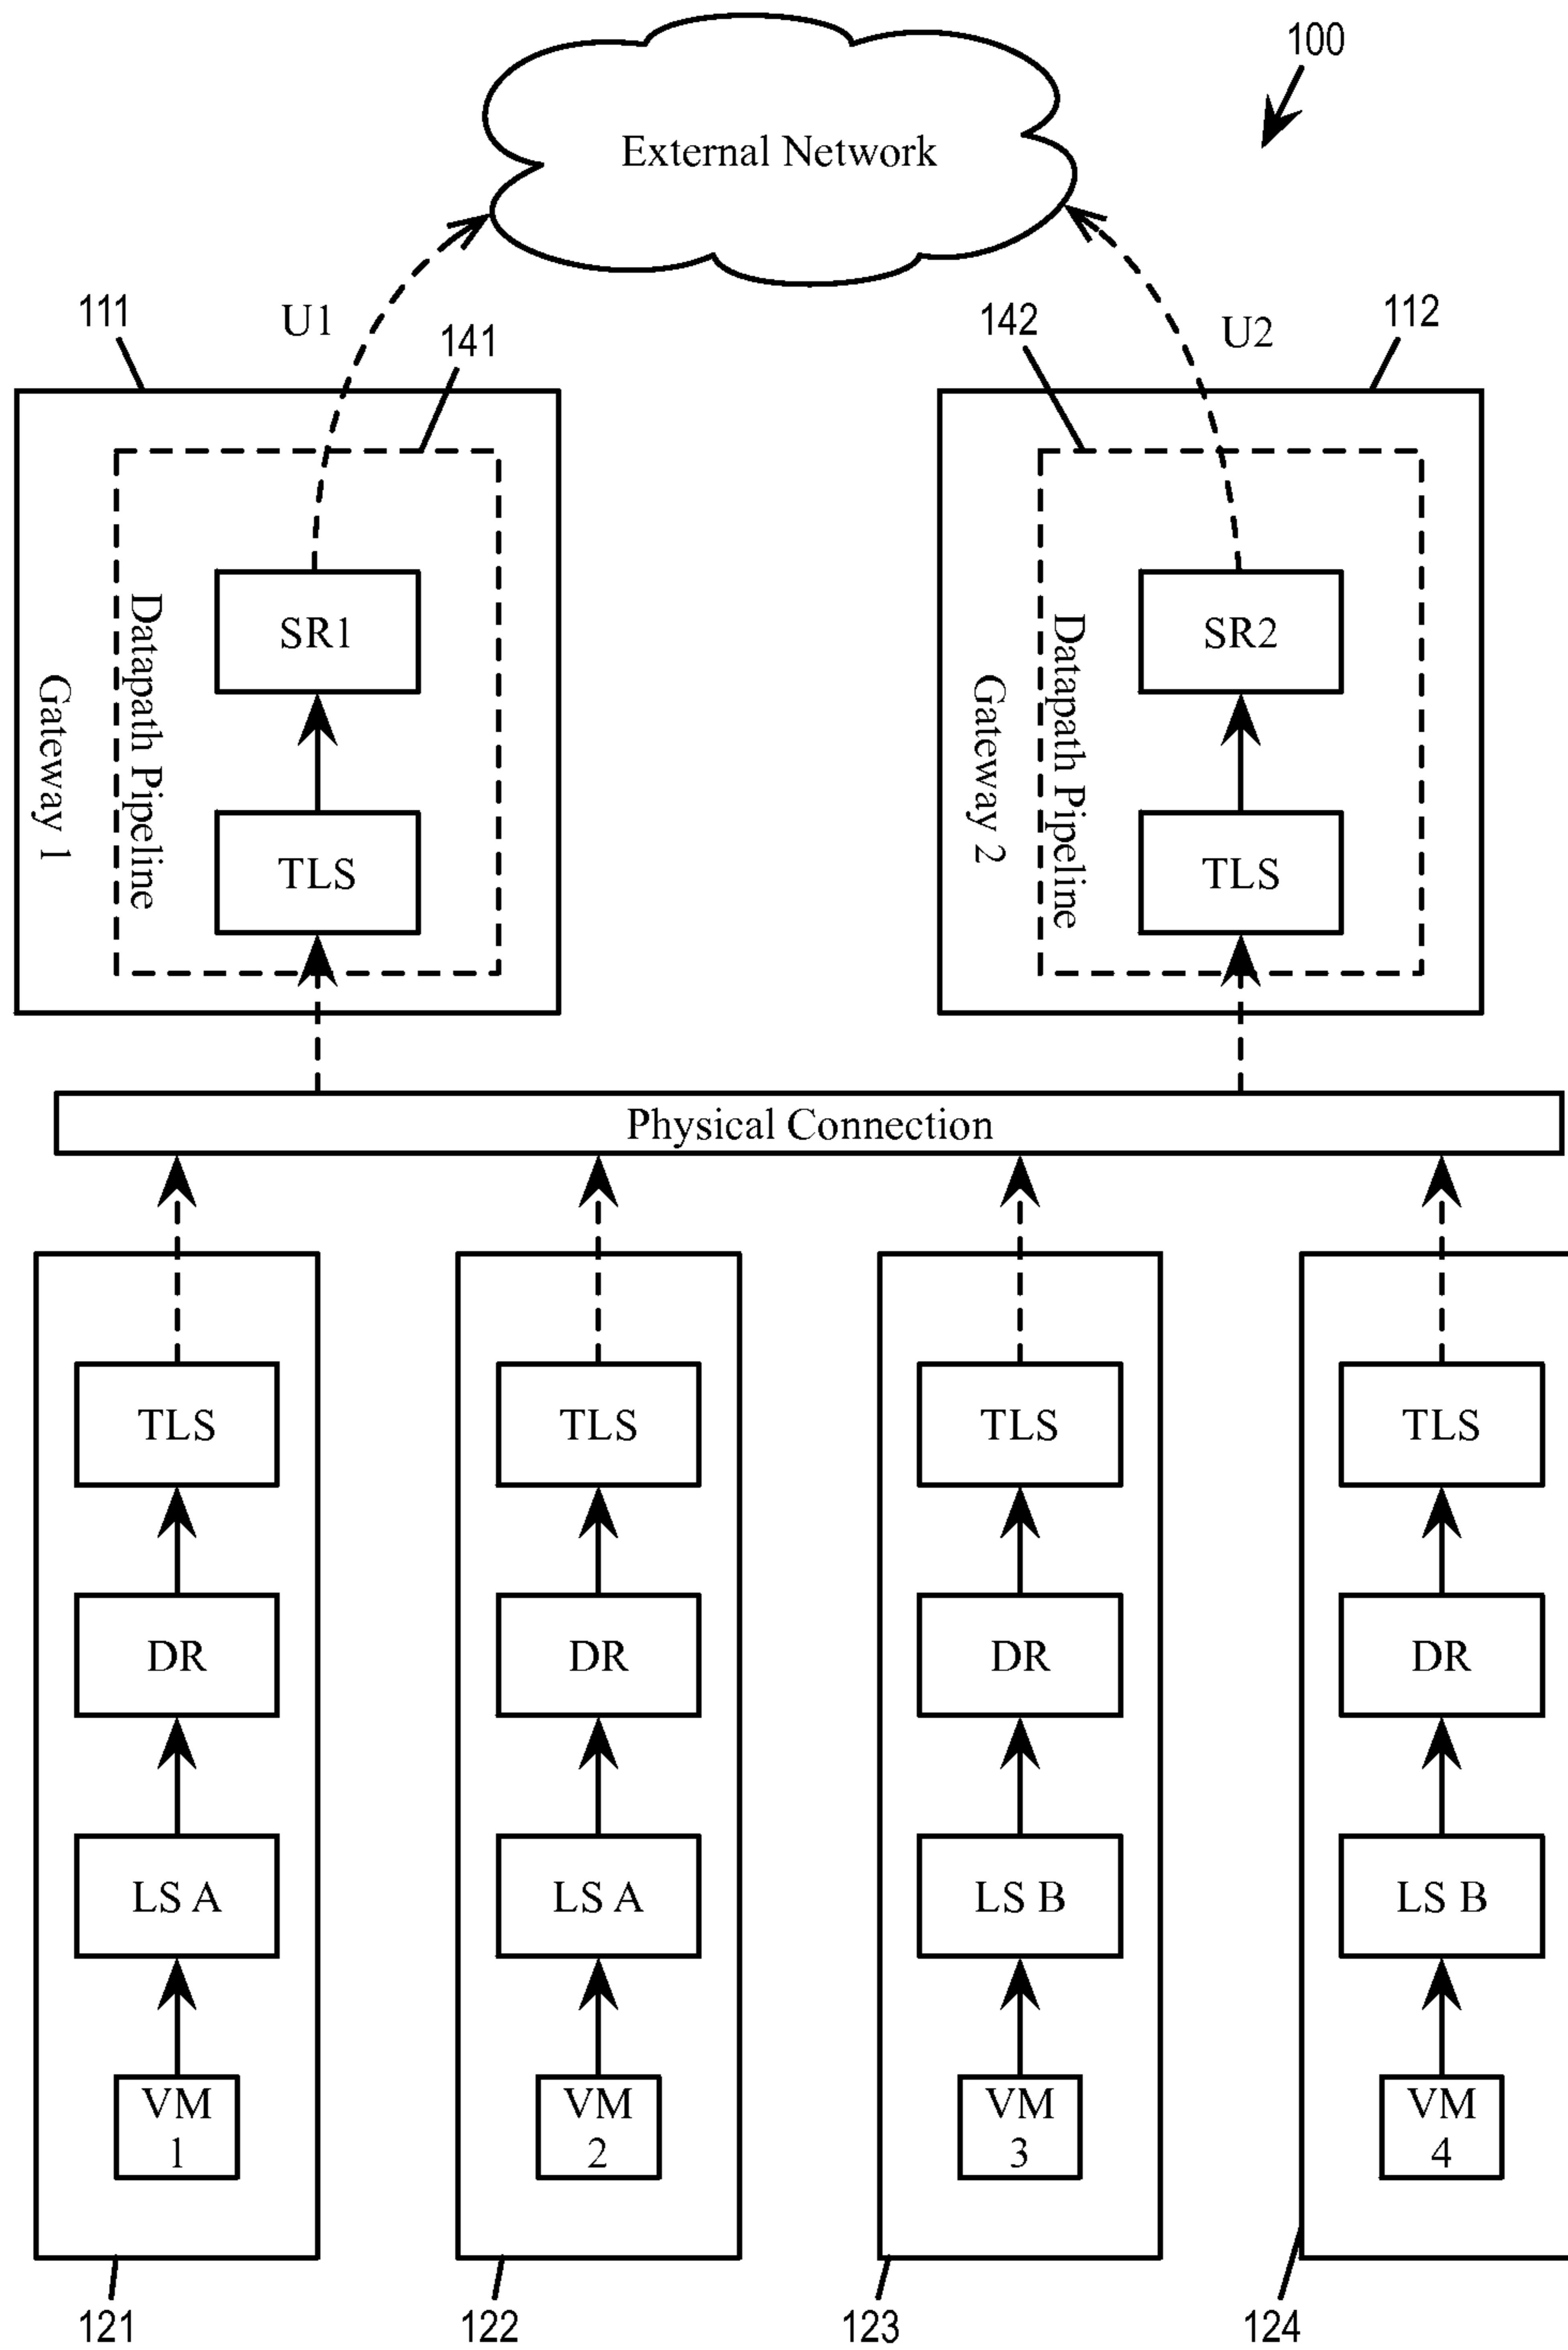 100
External Network
111
U1
141
142
U2
112
Gateway 1
Datapath Pipeline
SR1
TLS
Gateway 2
Datapath Pipeline
SR2
TLS
Physical Connection
TLS
TLS
TLS
TLS
DR
DR
DR
DR
LS A
LS A
LS B
LS B
VM
1
VM
2
VM
3
VM
4
121
122
123
124